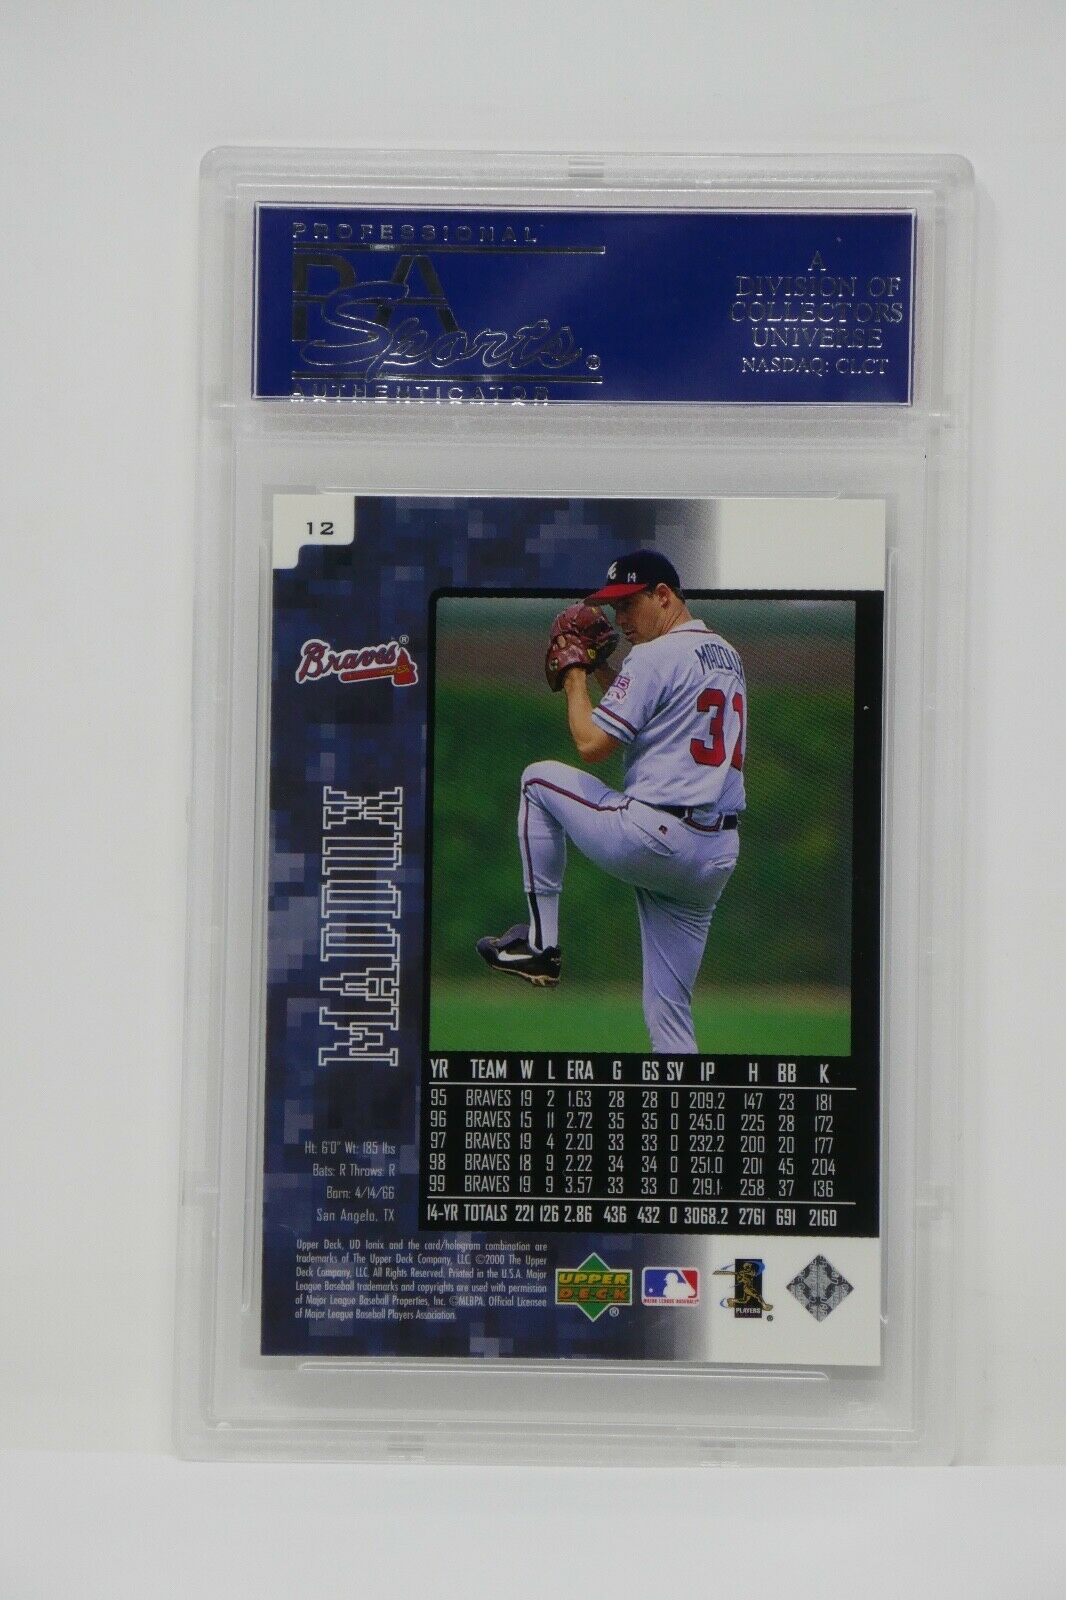 PROFESSIONAL
PSA
Sports®
AUTHENTICATOR
A
DIVISION OF
COLLECTORS
UNIVERSE
NASDAQ: CLCT
12
Braves®
14
MADDUX
31
MADDUX
YR TEAM W L ERA G GS SV IP H BB K
95 BRAVES 19 2 1.63 28 28 0 209.2 147 23 181
96 BRAVES 15 11 2.72 35 35 0 245.0 225 28 172
97 BRAVES 19 4 2.20 33 33 0 232.2 200 20 177
98 BRAVES 18 9 2.22 34 34 0 251.0 201 45 204
99 BRAVES 19 9 3.57 33 33 0 219.1 258 37 136
14-YR TOTALS 221 126 2.86 436 432 0 3068.2 2761 691 2160
Ht: 6'0" Wt: 185 lbs
Bats: R Throws: R
Born: 4/14/66
San Angelo, TX
Upper Deck, UD Ionix and the card/hologram combination are
trademarks of The Upper Deck Company, LLC. ©2000 The Upper
Deck Company, LLC. All Rights Reserved. Printed in the U.S.A. Major
League Baseball trademarks and copyrights are used with permission
of Major League Baseball Properties, Inc. ©MLBPA. Official Licensee
of Major League Baseball Players Association.
UPPER
DECK
®
MAJOR LEAGUE BASEBALL
PLAYERS
®